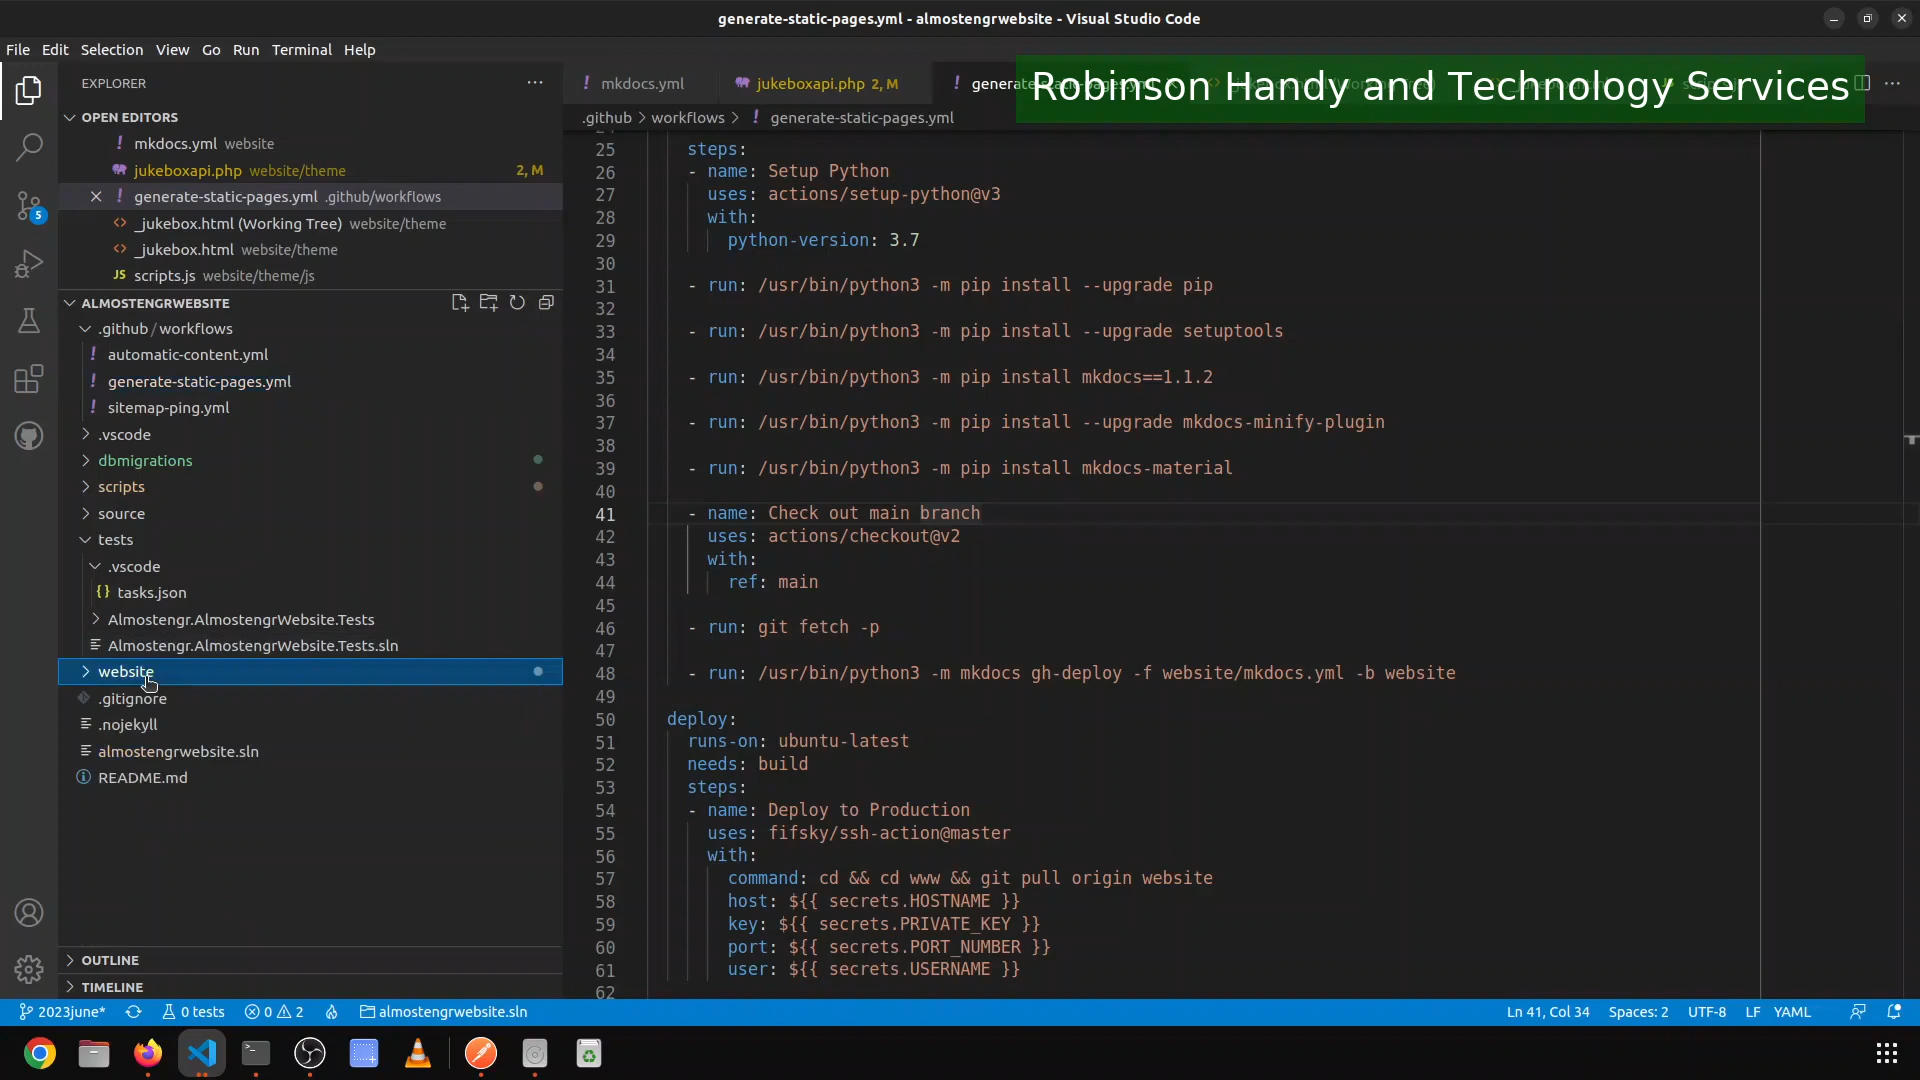 generate-static-pages.yml - almostengrwebsite - Visual Studio Code
File Edit Selection View Go Run Terminal Help
EXPLORER
OPEN EDITORS
mkdocs.yml website
jukeboxapi.php website/theme 2, M
generate-static-pages.yml .github/workflows
_jukebox.html (Working Tree) website/theme
_jukebox.html website/theme
scripts.js website/theme/js
ALMOSTENGRWEBSITE
.github / workflows
automatic-content.yml
generate-static-pages.yml
sitemap-ping.yml
.vscode
dbmigrations
scripts
source
tests
.vscode
tasks.json
Almostengr.AlmostengrWebsite.Tests
Almostengr.AlmostengrWebsite.Tests.sln
website
.gitignore
.nojekyll
almostengrwebsite.sln
README.md
OUTLINE
TIMELINE
mkdocs.yml
jukeboxapi.php 2, M
Robinson Handy and Technology Services
.github > workflows > generate-static-pages.yml
25 steps:
26 - name: Setup Python
27 uses: actions/setup-python@v3
28 with:
29 python-version: 3.7
30
31 - run: /usr/bin/python3 -m pip install --upgrade pip
32
33 - run: /usr/bin/python3 -m pip install --upgrade setuptools
34
35 - run: /usr/bin/python3 -m pip install mkdocs==1.1.2
36
37 - run: /usr/bin/python3 -m pip install --upgrade mkdocs-minify-plugin
38
39 - run: /usr/bin/python3 -m pip install mkdocs-material
40
41 - name: Check out main branch
42 uses: actions/checkout@v2
43 with:
44 ref: main
45
46 - run: git fetch -p
47
48 - run: /usr/bin/python3 -m mkdocs gh-deploy -f website/mkdocs.yml -b website
49
50 deploy:
51 runs-on: ubuntu-latest
52 needs: build
53 steps:
54 - name: Deploy to Production
55 uses: fifsky/ssh-action@master
56 with:
57 command: cd && cd www && git pull origin website
58 host: ${{ secrets.HOSTNAME }}
59 key: ${{ secrets.PRIVATE_KEY }}
60 port: ${{ secrets.PORT_NUMBER }}
61 user: ${{ secrets.USERNAME }}
62
5
2023june* 0 tests 0 2 almostengrwebsite.sln Ln 41, Col 34 Spaces: 2 UTF-8 LF YAML